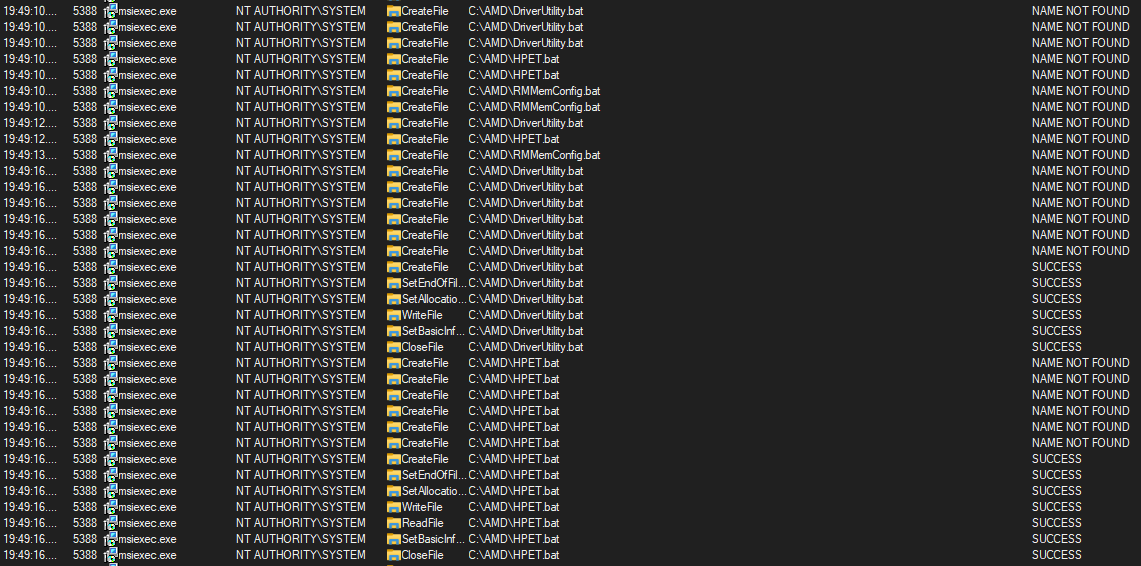 19:49:10.... 5388 msiexec.exe NT AUTHORITY\SYSTEM CreateFile C:\AMD\DriverUtility.bat NAME NOT FOUND
19:49:10.... 5388 msiexec.exe NT AUTHORITY\SYSTEM CreateFile C:\AMD\DriverUtility.bat NAME NOT FOUND
19:49:10.... 5388 msiexec.exe NT AUTHORITY\SYSTEM CreateFile C:\AMD\DriverUtility.bat NAME NOT FOUND
19:49:10.... 5388 msiexec.exe NT AUTHORITY\SYSTEM CreateFile C:\AMD\HPET.bat NAME NOT FOUND
19:49:10.... 5388 msiexec.exe NT AUTHORITY\SYSTEM CreateFile C:\AMD\HPET.bat NAME NOT FOUND
19:49:10.... 5388 msiexec.exe NT AUTHORITY\SYSTEM CreateFile C:\AMD\RMMemConfig.bat NAME NOT FOUND
19:49:10.... 5388 msiexec.exe NT AUTHORITY\SYSTEM CreateFile C:\AMD\RMMemConfig.bat NAME NOT FOUND
19:49:12.... 5388 msiexec.exe NT AUTHORITY\SYSTEM CreateFile C:\AMD\DriverUtility.bat NAME NOT FOUND
19:49:12.... 5388 msiexec.exe NT AUTHORITY\SYSTEM CreateFile C:\AMD\HPET.bat NAME NOT FOUND
19:49:13.... 5388 msiexec.exe NT AUTHORITY\SYSTEM CreateFile C:\AMD\RMMemConfig.bat NAME NOT FOUND
19:49:16.... 5388 msiexec.exe NT AUTHORITY\SYSTEM CreateFile C:\AMD\DriverUtility.bat NAME NOT FOUND
19:49:16.... 5388 msiexec.exe NT AUTHORITY\SYSTEM CreateFile C:\AMD\DriverUtility.bat NAME NOT FOUND
19:49:16.... 5388 msiexec.exe NT AUTHORITY\SYSTEM CreateFile C:\AMD\DriverUtility.bat NAME NOT FOUND
19:49:16.... 5388 msiexec.exe NT AUTHORITY\SYSTEM CreateFile C:\AMD\DriverUtility.bat NAME NOT FOUND
19:49:16.... 5388 msiexec.exe NT AUTHORITY\SYSTEM CreateFile C:\AMD\DriverUtility.bat NAME NOT FOUND
19:49:16.... 5388 msiexec.exe NT AUTHORITY\SYSTEM CreateFile C:\AMD\DriverUtility.bat NAME NOT FOUND
19:49:16.... 5388 msiexec.exe NT AUTHORITY\SYSTEM CreateFile C:\AMD\DriverUtility.bat SUCCESS
19:49:16.... 5388 msiexec.exe NT AUTHORITY\SYSTEM SetEndOfFil... C:\AMD\DriverUtility.bat SUCCESS
19:49:16.... 5388 msiexec.exe NT AUTHORITY\SYSTEM SetAllocatio... C:\AMD\DriverUtility.bat SUCCESS
19:49:16.... 5388 msiexec.exe NT AUTHORITY\SYSTEM WriteFile C:\AMD\DriverUtility.bat SUCCESS
19:49:16.... 5388 msiexec.exe NT AUTHORITY\SYSTEM SetBasicInf... C:\AMD\DriverUtility.bat SUCCESS
19:49:16.... 5388 msiexec.exe NT AUTHORITY\SYSTEM CloseFile C:\AMD\DriverUtility.bat SUCCESS
19:49:16.... 5388 msiexec.exe NT AUTHORITY\SYSTEM CreateFile C:\AMD\HPET.bat NAME NOT FOUND
19:49:16.... 5388 msiexec.exe NT AUTHORITY\SYSTEM CreateFile C:\AMD\HPET.bat NAME NOT FOUND
19:49:16.... 5388 msiexec.exe NT AUTHORITY\SYSTEM CreateFile C:\AMD\HPET.bat NAME NOT FOUND
19:49:16.... 5388 msiexec.exe NT AUTHORITY\SYSTEM CreateFile C:\AMD\HPET.bat NAME NOT FOUND
19:49:16.... 5388 msiexec.exe NT AUTHORITY\SYSTEM CreateFile C:\AMD\HPET.bat NAME NOT FOUND
19:49:16.... 5388 msiexec.exe NT AUTHORITY\SYSTEM CreateFile C:\AMD\HPET.bat NAME NOT FOUND
19:49:16.... 5388 msiexec.exe NT AUTHORITY\SYSTEM CreateFile C:\AMD\HPET.bat SUCCESS
19:49:16.... 5388 msiexec.exe NT AUTHORITY\SYSTEM SetEndOfFil... C:\AMD\HPET.bat SUCCESS
19:49:16.... 5388 msiexec.exe NT AUTHORITY\SYSTEM SetAllocatio... C:\AMD\HPET.bat SUCCESS
19:49:16.... 5388 msiexec.exe NT AUTHORITY\SYSTEM WriteFile C:\AMD\HPET.bat SUCCESS
19:49:16.... 5388 msiexec.exe NT AUTHORITY\SYSTEM ReadFile C:\AMD\HPET.bat SUCCESS
19:49:16.... 5388 msiexec.exe NT AUTHORITY\SYSTEM SetBasicInf... C:\AMD\HPET.bat SUCCESS
19:49:16.... 5388 msiexec.exe NT AUTHORITY\SYSTEM CloseFile C:\AMD\HPET.bat SUCCESS